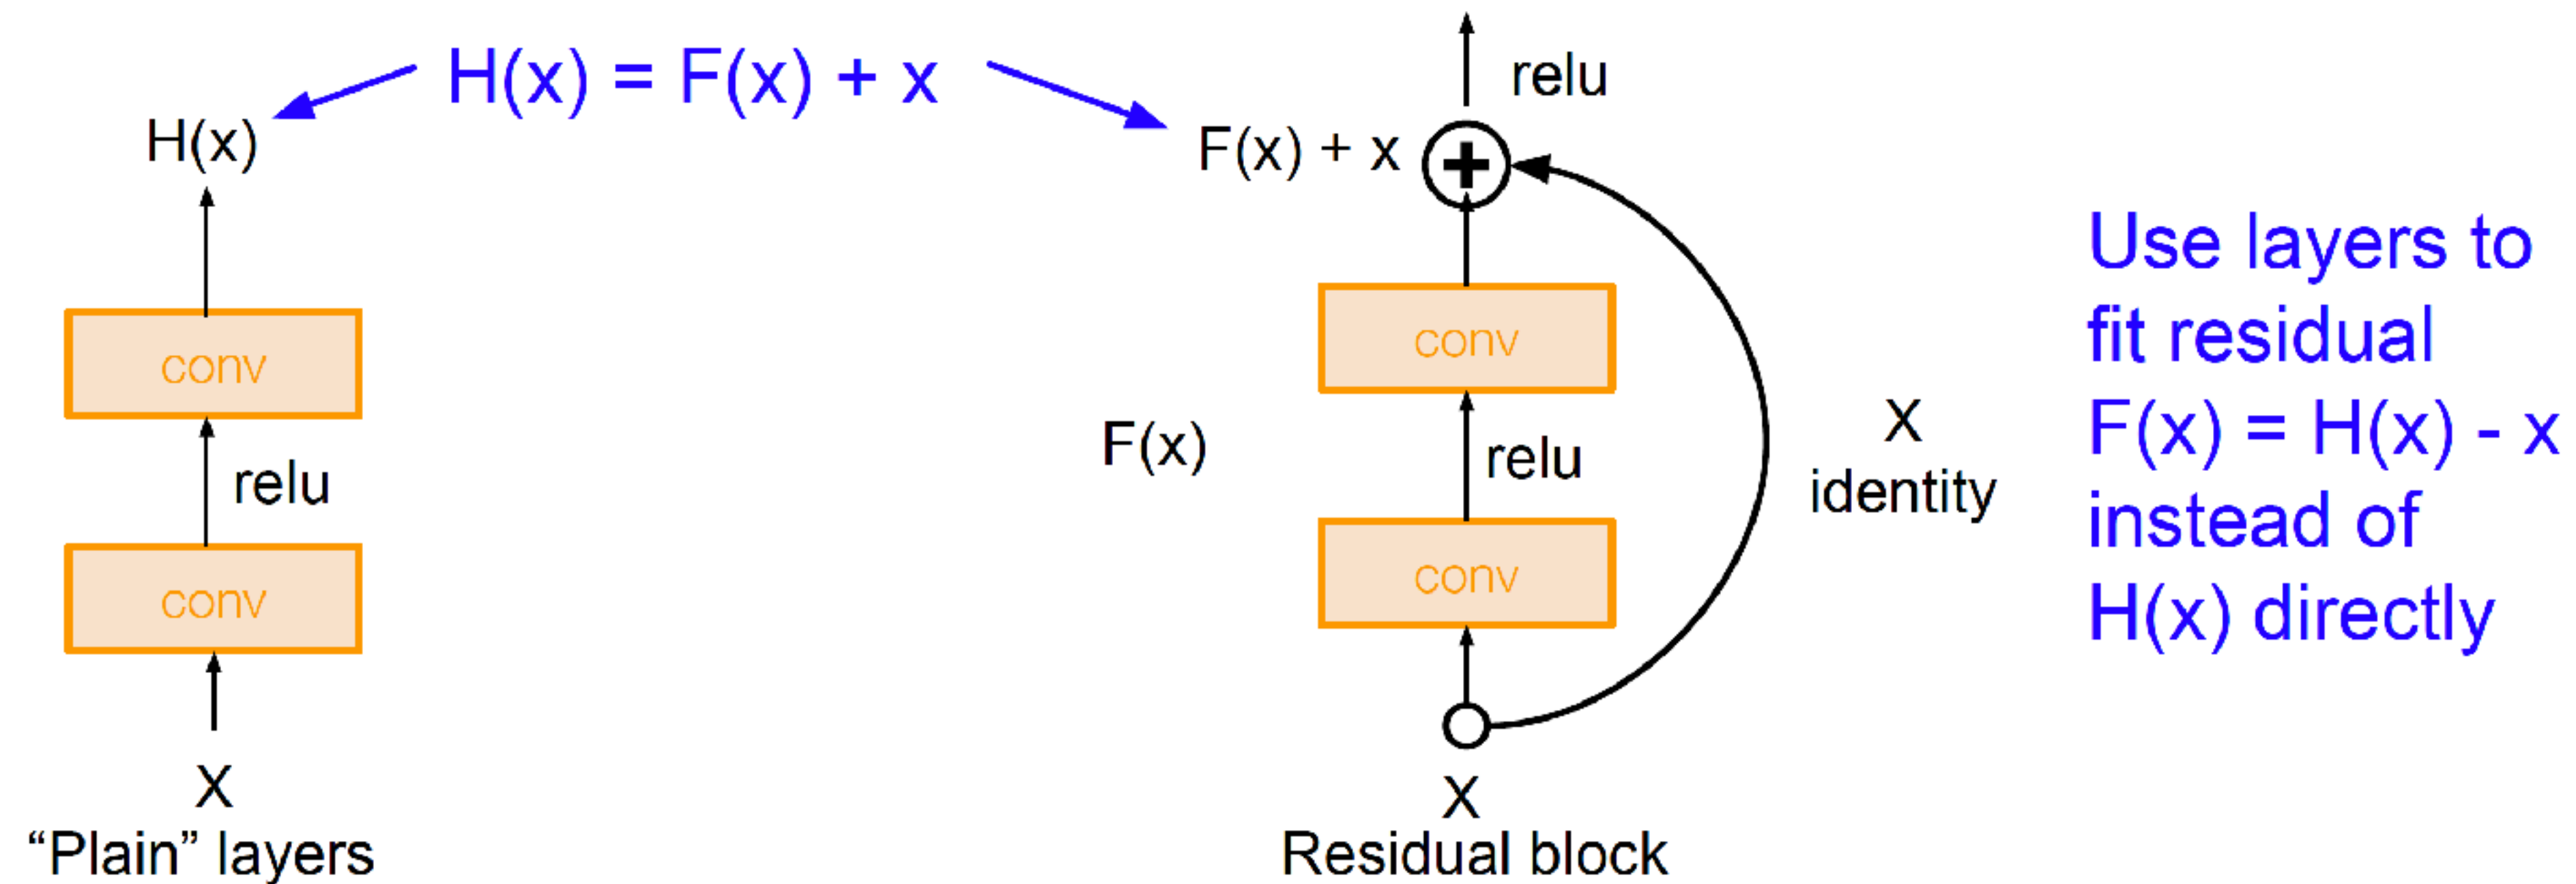 H(x) = F(x) + x
H(x)
conv
relu
conv
X
“Plain” layers
relu
F(x) + x
+
conv
F(x)
relu
conv
X
identity
X
Residual block
Use layers to
fit residual
F(x) = H(x) - x
instead of
H(x) directly